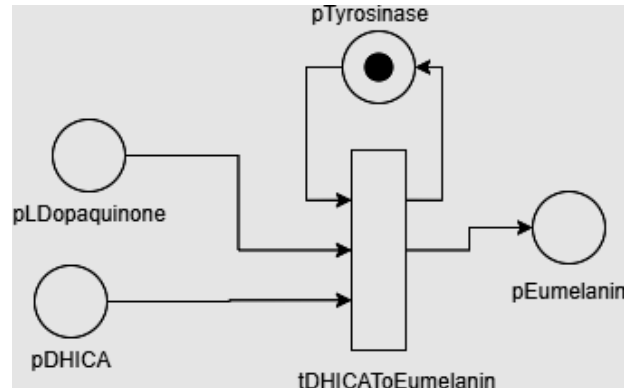 pTyrosinase
pLDopaquinone
pEumelanin
pDHICA
tDHICAToEumelanin